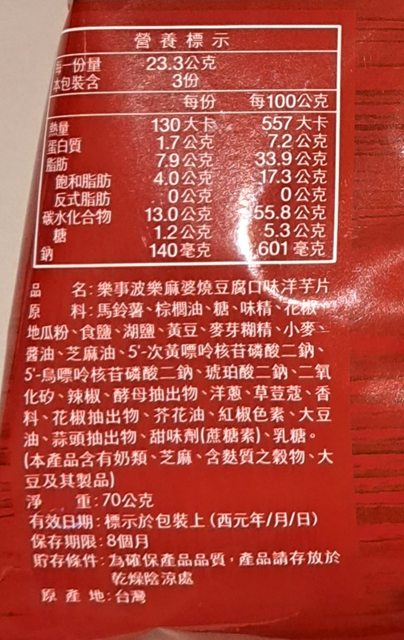 營養標示
每一份量 23.3公克
本包裝含 3份
每份 每100公克
熱量 130大卡 557大卡
蛋白質 1.7公克 7.2公克
脂肪 7.9公克 33.9公克
飽和脂肪 4.0公克 17.3公克
反式脂肪 0公克 0公克
碳水化合物 13.0公克 55.8公克
糖 1.2公克 5.3公克
鈉 140毫克 601毫克
品 名:樂事波樂麻婆燒豆腐口味洋芋片
原 料:馬鈴薯、棕櫚油、糖、味精、花椒、
地瓜粉、食鹽、湖鹽、黃豆、麥芽糊精、小麥、
醬油、芝麻油、5'-次黃嘌呤核苷磷酸二鈉、
5'-鳥嘌呤核苷磷酸二鈉、琥珀酸二鈉、二氧
化矽、辣椒、酵母抽出物、洋蔥、草荳蔻、香
料、花椒抽出物、芥花油、紅椒色素、大豆
油、蒜頭抽出物、甜味劑(蔗糖素)、乳糖。
(本產品含有奶類、芝麻、含麩質之穀物、大
豆及其製品)
淨 重:70公克
有效日期:標示於包裝上(西元年/月/日)
保存期限:8個月
貯存條件:為確保產品品質,產品請存放於
乾燥陰涼處
原產地:台灣